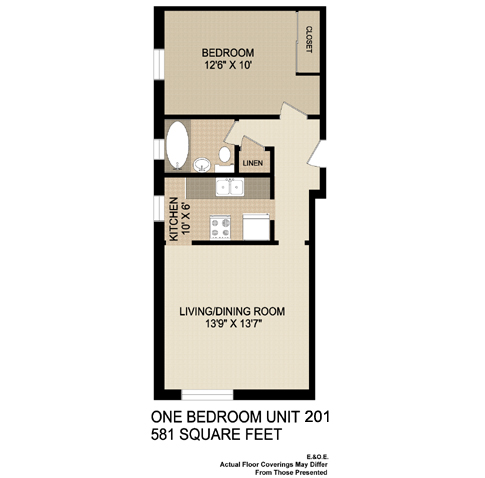 BEDROOM
12'6" X 10'
CLOSET
LINEN
KITCHEN
10' X 6'
LIVING/DINING ROOM
13'9" X 13'7"
ONE BEDROOM UNIT 201
581 SQUARE FEET
E.&O.E.
Actual Floor Coverings May Differ
From Those Presented